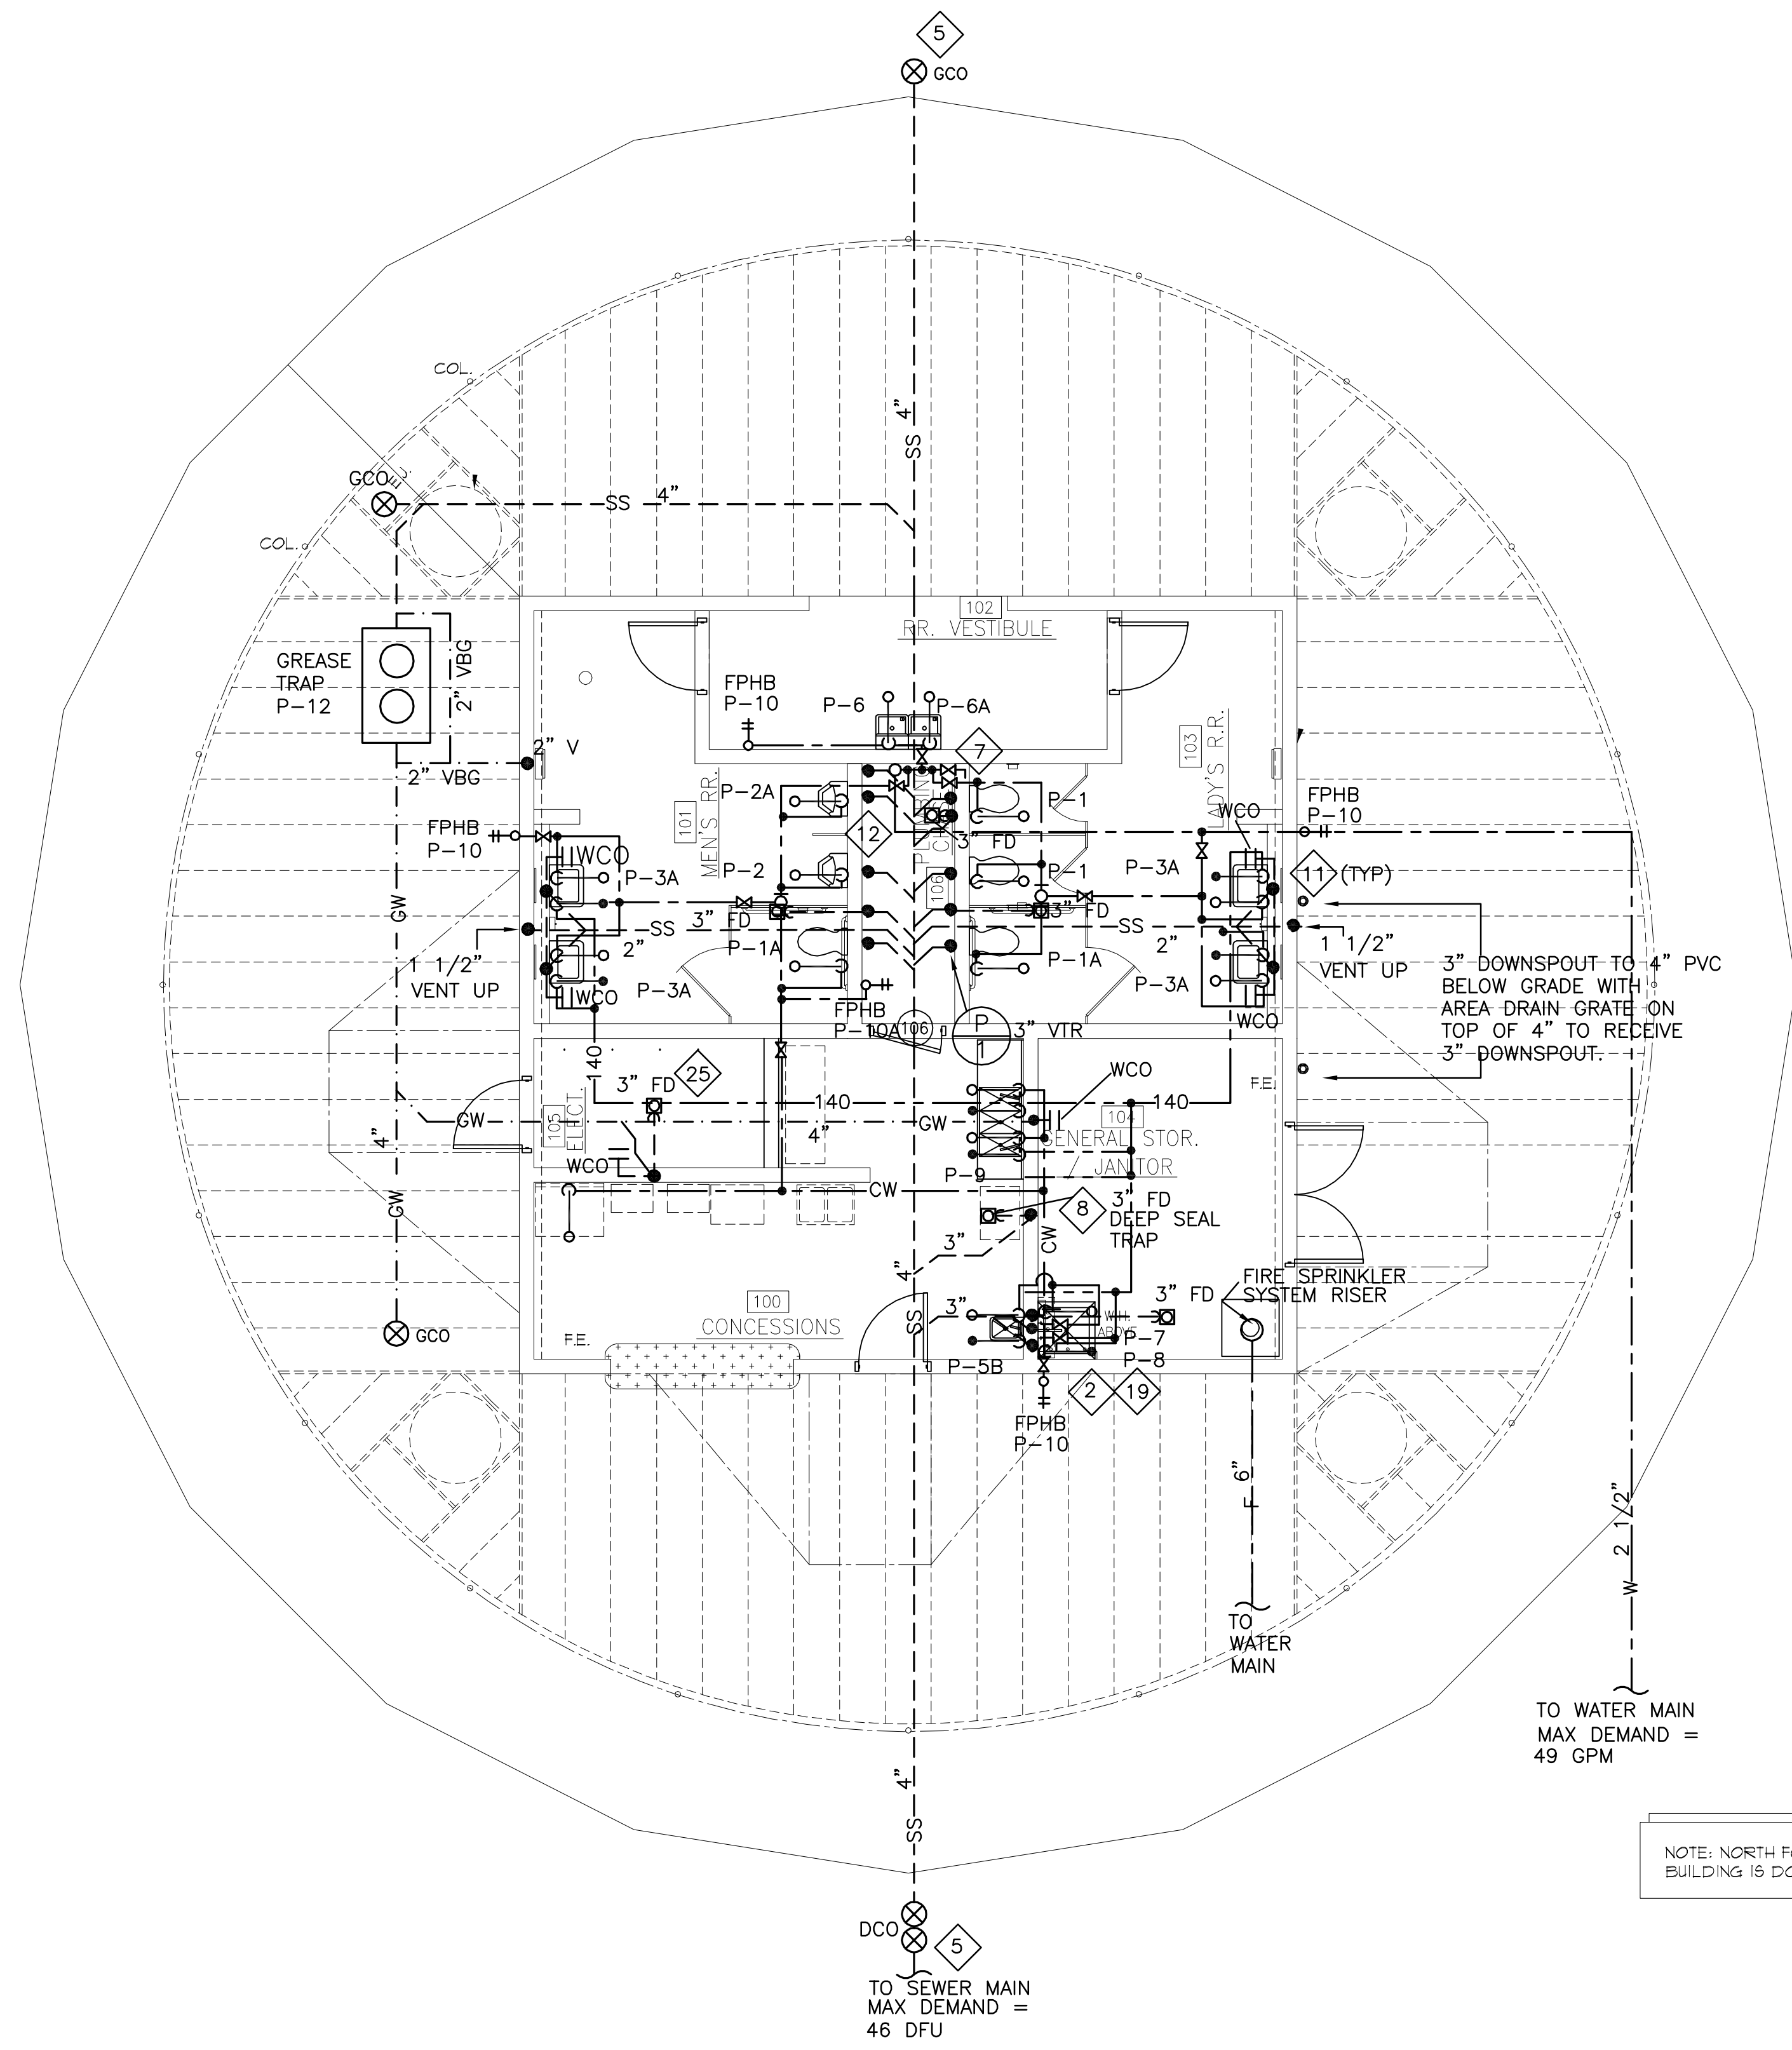 5
GCO
4"
SS
COL.
GCO
SS 4"
COL.
102
RR. VESTIBULE
GREASE
TRAP
P-12
2" VBG
FPHB
P-10
P-6
P-6A
103
LADY'S R.R.
2" V
7
2" VBG
MEN'S RR.
101
P-2A
P-1
12
3" FD
FPHB
P-10
WCO
FPHB
P-10
WCO
P-3A
P-2
106
P-1
P-3A
11
(TYP)
GW
SS
3" FD
3" FD
SS
2"
P-1A
P-1A
2"
1 1/2"
VENT UP
P-3A
WCO
P-3A
WCO
1 1/2"
VENT UP
3" DOWNSPOUT TO 4" PVC
BELOW GRADE WITH
AREA DRAIN GRATE ON
TOP OF 4" TO RECEIVE
3" DOWNSPOUT.
FPHB
P-10A
106
P
1
3" VTR
140
3" FD
25
WCO
F.E.
140
140
4"
GW
105
ELECT.
4"
GW
104
GENERAL STOR.
JANITOR
WCO
P-9
GW
CW
8
3" FD
DEEP SEAL
TRAP
CW
3"
4"
FIRE SPRINKLER
SYSTEM RISER
100
CONCESSIONS
SS
3"
3" FD
W.H.
ABOVE
P-7
P-8
GCO
F.E.
P-5B
2
19
FPHB
P-10
F 6"
2 1/2"
W
TO
WATER
MAIN
TO WATER MAIN
MAX DEMAND =
49 GPM
4"
SS
NOTE: NORTH
BUILDING IS
DCO
5
TO SEWER MAIN
MAX DEMAND =
46 DFU